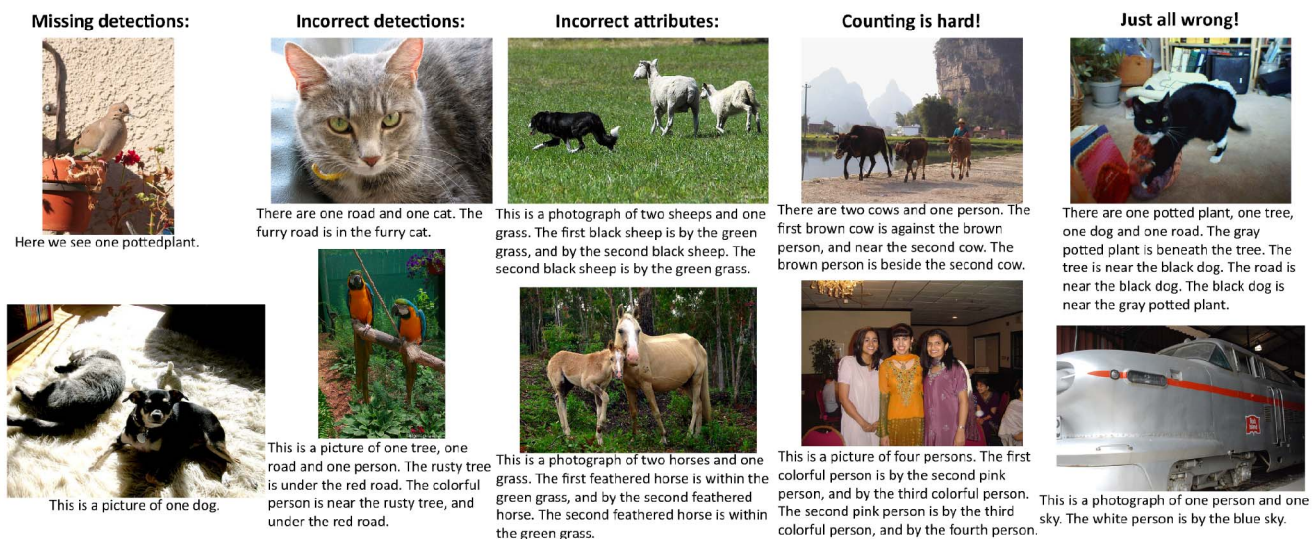 Missing detections:
Here we see one pottedplant.
This is a picture of one dog.
Incorrect detections:
There are one road and one cat. The
furry road is in the furry cat.
This is a picture of one tree, one
road and one person. The rusty tree
is under the red road. The colorful
person is near the rusty tree, and
under the red road.
Incorrect attributes:
This is a photograph of two sheeps and one
grass. The first black sheep is by the green
grass, and by the second black sheep. The
second black sheep is by the green grass.
This is a photograph of two horses and one
grass. The first feathered horse is within the
green grass, and by the second feathered
horse. The second feathered horse is within
the green grass.
Counting is hard!
There are two cows and one person. The
first brown cow is against the brown
person, and near the second cow. The
brown person is beside the second cow.
This is a picture of four persons. The first
colorful person is by the second pink
person, and by the third colorful person.
The second pink person is by the third
colorful person, and by the fourth person.
Just all wrong!
There are one potted plant, one tree,
one dog and one road. The gray
potted plant is beneath the tree. The
tree is near the black dog. The road is
near the black dog. The black dog is
near the gray potted plant.
This is a photograph of one person and one
sky. The white person is by the blue sky.